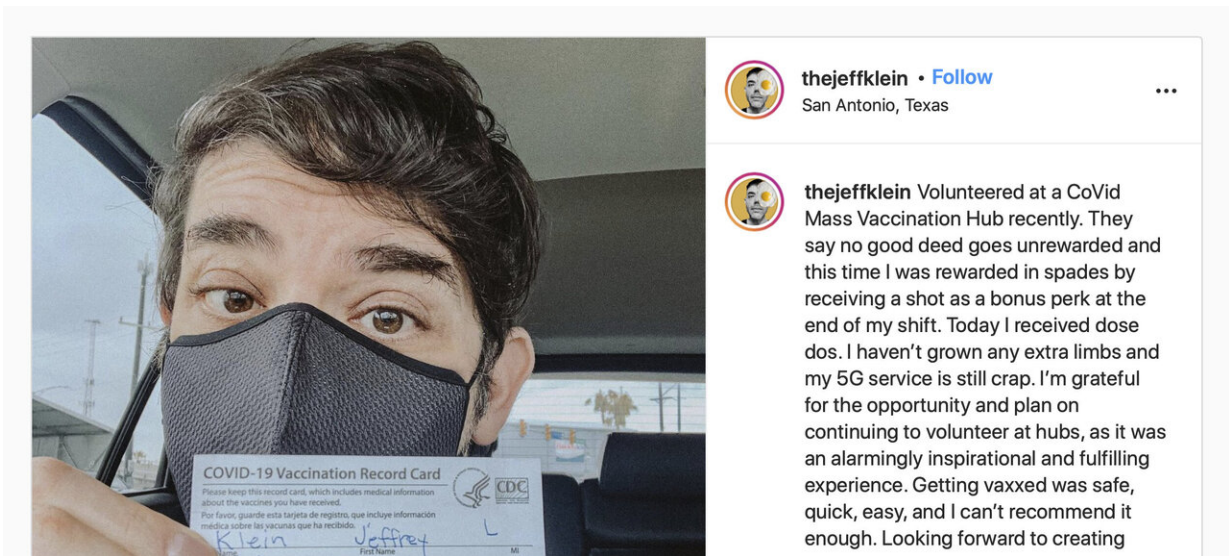 thejeffklein • Follow
San Antonio, Texas
thejeffklein Volunteered at a CoVid
Mass Vaccination Hub recently. They
say no good deed goes unrewarded and
this time I was rewarded in spades by
receiving a shot as a bonus perk at the
end of my shift. Today I received dose
dos. I haven’t grown any extra limbs and
my 5G service is still crap. I’m grateful
for the opportunity and plan on
continuing to volunteer at hubs, as it was
an alarmingly inspirational and fulfilling
experience. Getting vaxxed was safe,
quick, easy, and I can’t recommend it
enough. Looking forward to creating
COVID-19 Vaccination Record Card
CDC
Please keep this record card, which includes medical information
about the vaccines you have received.
Por favor, guarde esta tarjeta de registro, que incluye información
médica sobre las vacunas que ha recibido.
Klein Jeffrey L
First Name MI